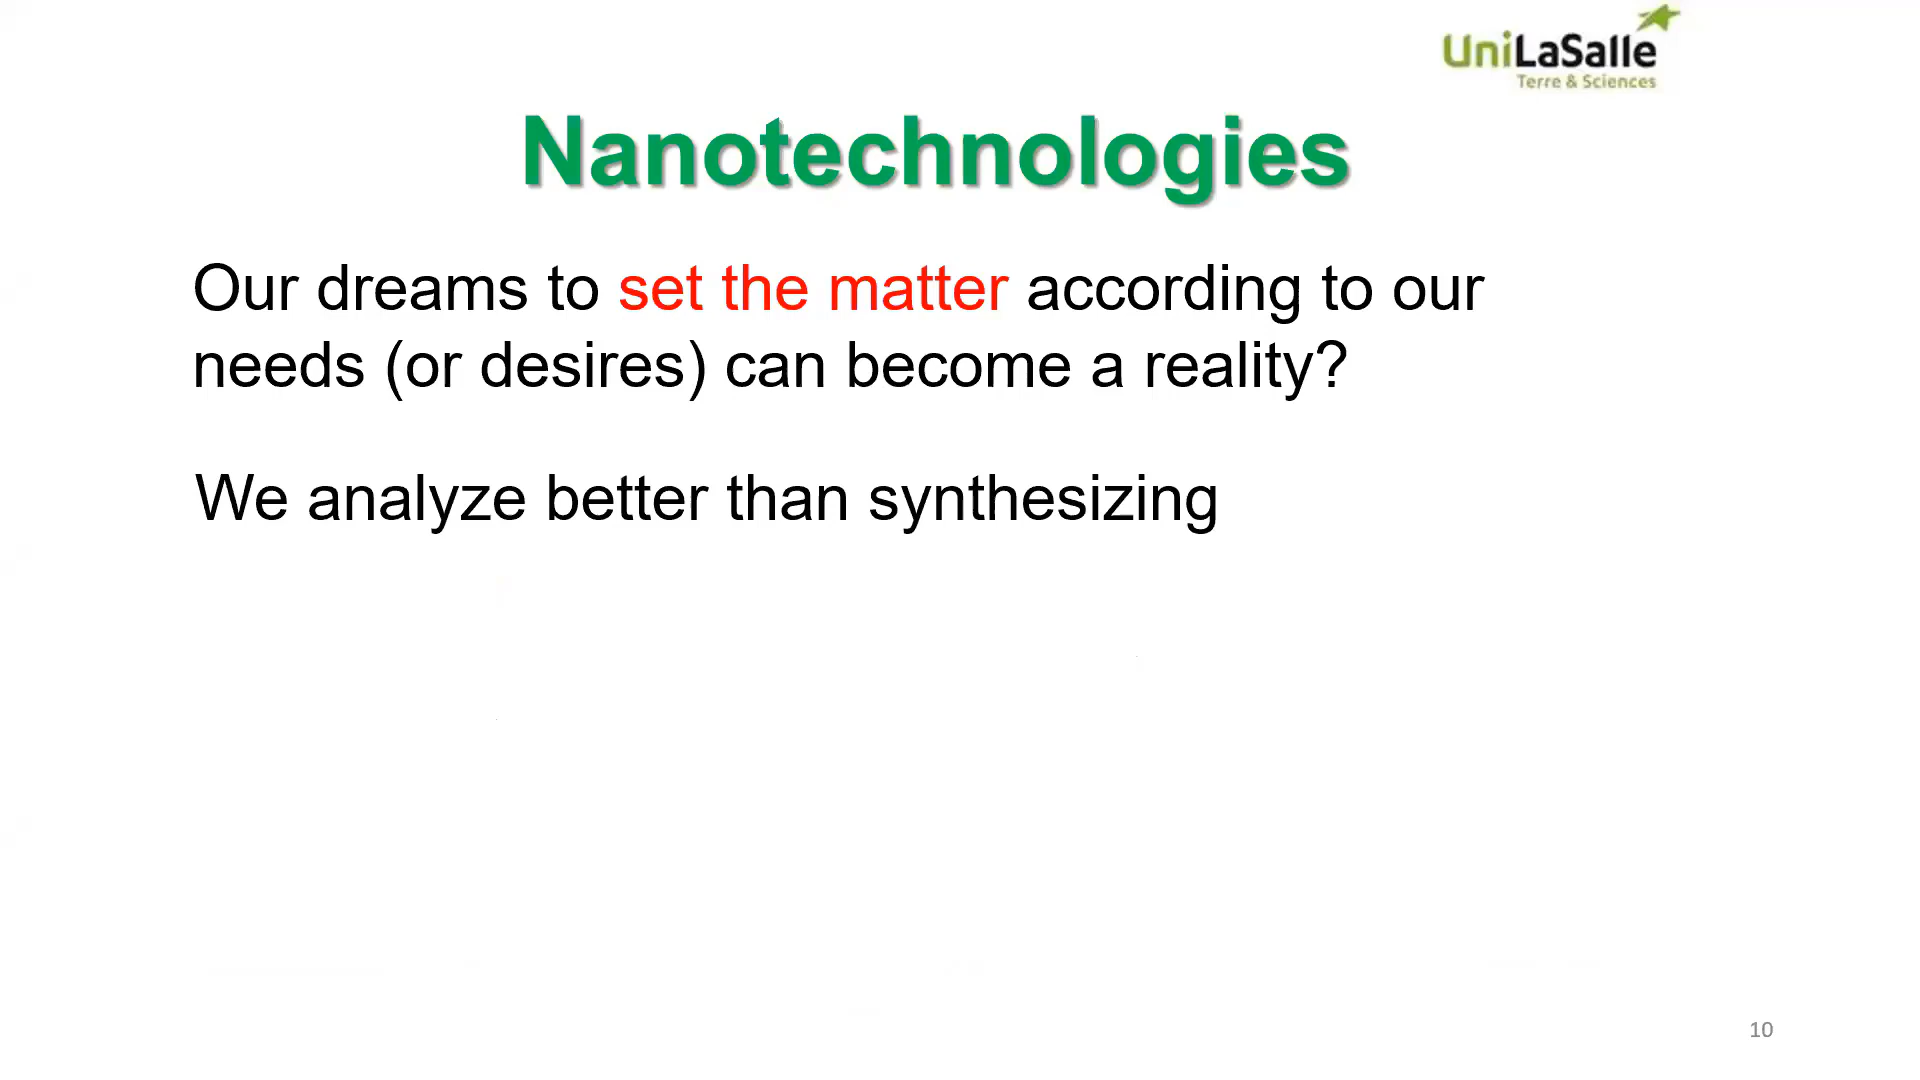 UniLaSalle
Terre & Sciences
Nanotechnologies
Our dreams to set the matter according to our
needs (or desires) can become a reality?
We analyze better than synthesizing
10